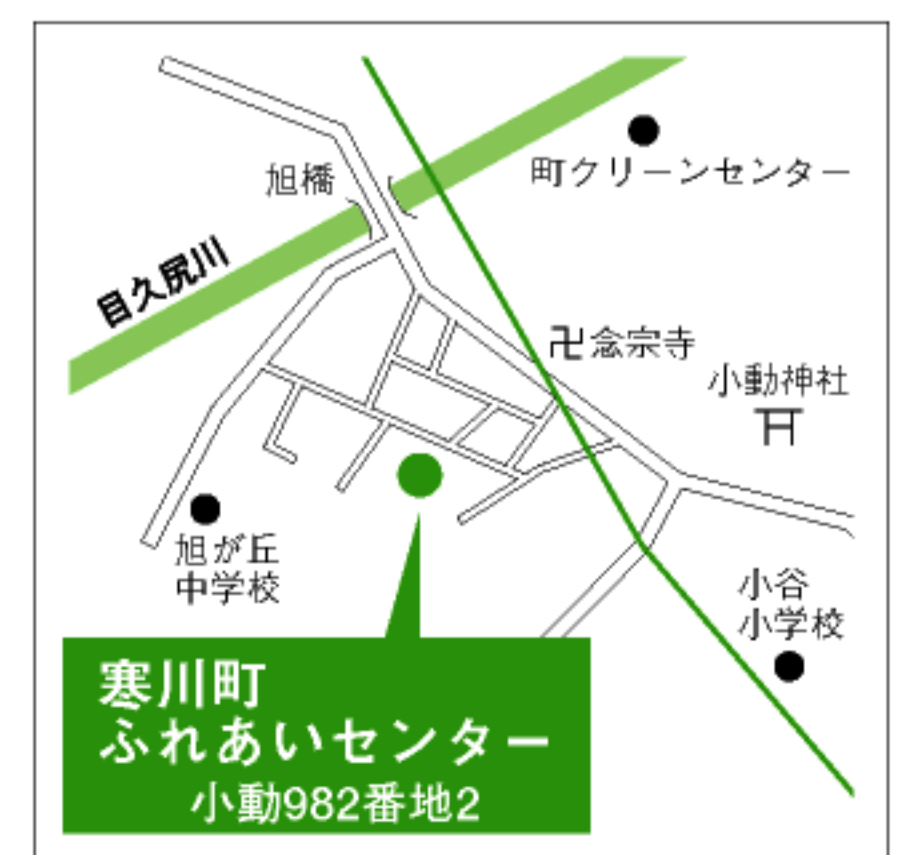 町クリーンセンター
旭橋
目久尻川
卍念宗寺
小動神社
旭が丘
中学校
小谷
小学校
寒川町
ふれあいセンター
小動982番地2